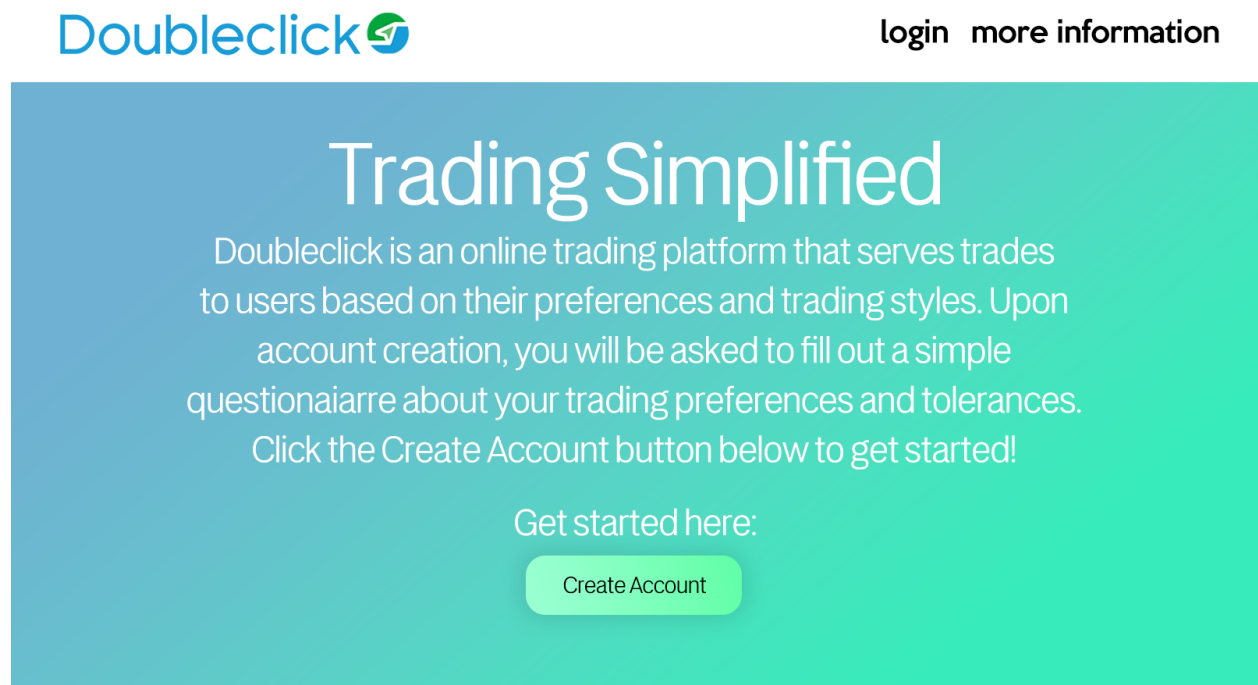 Doubleclick
login more information
Trading Simplified
Doubleclick is an online trading platform that serves trades
to users based on their preferences and trading styles. Upon
account creation, you will be asked to fill out a simple
questionaiarre about your trading preferences and tolerances.
Click the Create Account button below to get started!
Get started here:
Create Account